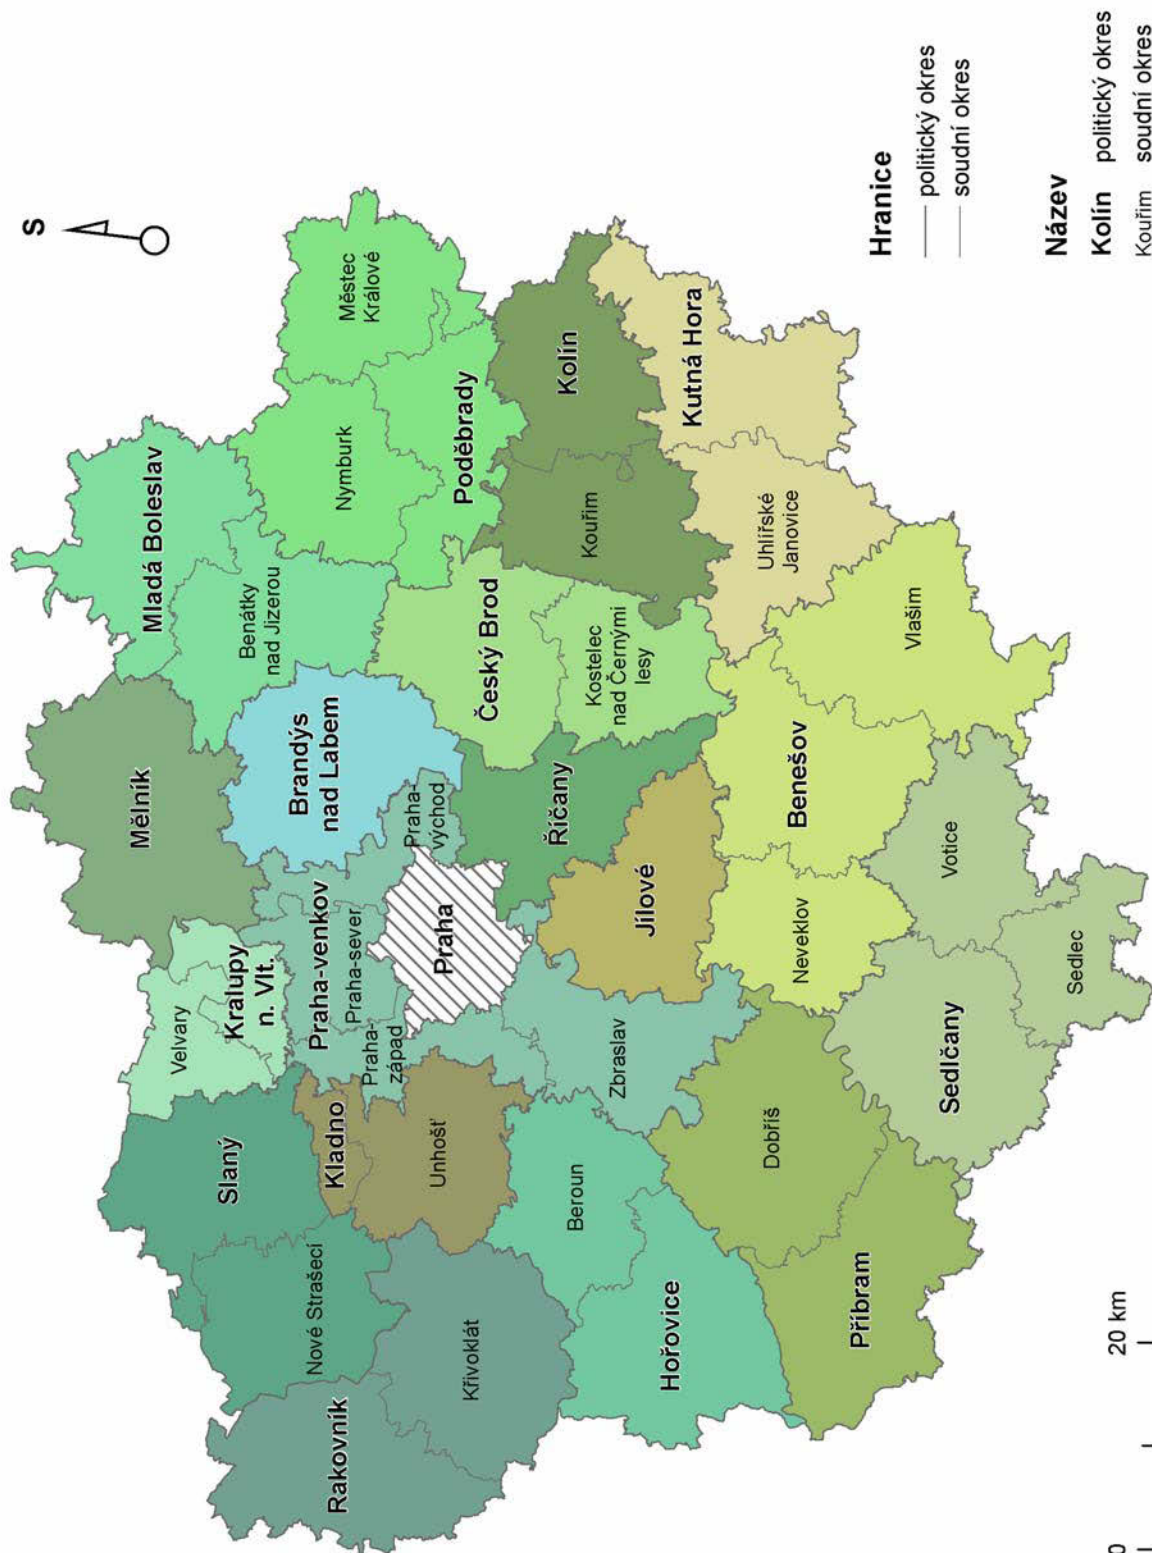 S
Mělník
Mladá Boleslav
Benátky
nad Jizerou
Brandýs
nad Labem
Nymburk
Městec
Králové
Poděbrady
Slaný
Nové Strašecí
Velvary
Kralupy
n. Vlt.
Praha-venkov
Praha-sever
Praha-
západ
Praha-
východ
Praha
Kladno
Unhošť
Rakovník
Křivoklát
Český Brod
Kostelec
nad Černými
lesy
Kolín
Kouřim
Kutná Hora
Uhlířské
Janovice
Říčany
Jílové
Zbraslav
Beroun
Hořovice
Dobříš
Příbram
Benešov
Neveklov
Vlašim
Votice
Sedlčany
Sedlec
Hranice
politický okres
soudní okres
Název
Kolín politický okres
Kouřim soudní okres
0 20 km